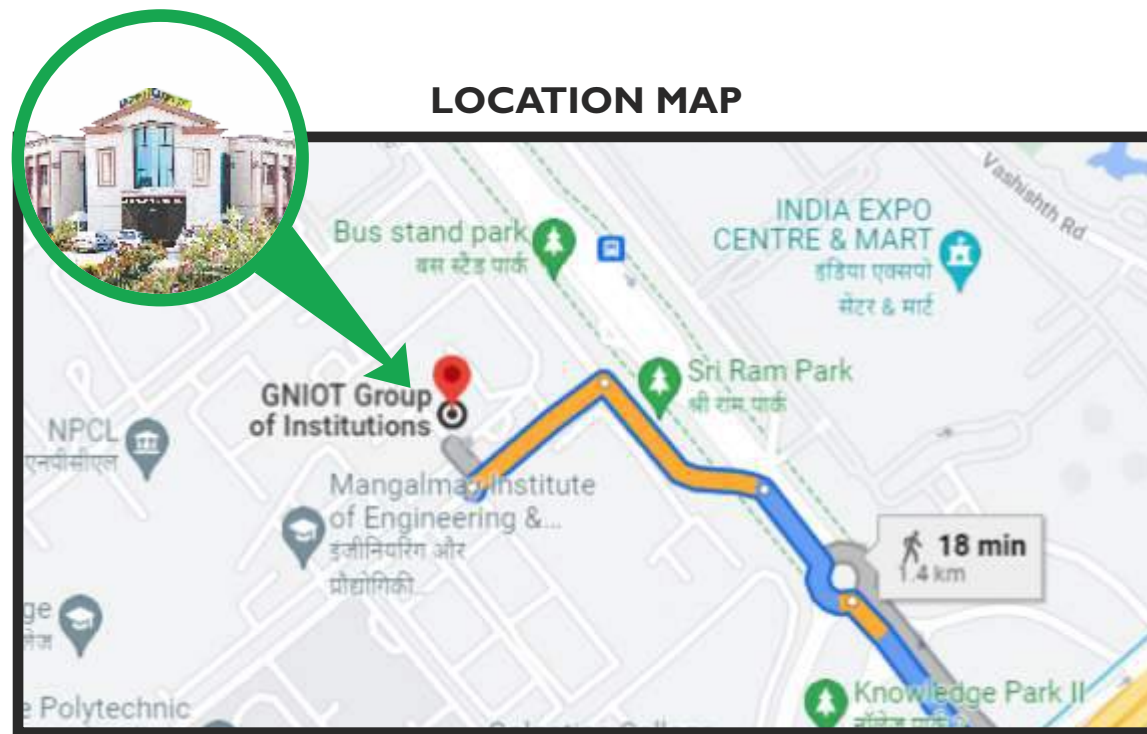 LOCATION MAP
Vashishth Rd
INDIA EXPO
CENTRE & MART
इंडिया एक्सपो
सेंटर & मार्ट
Bus stand park
बस स्टैंड पार्क
Sri Ram Park
श्री राम पार्क
GNIOT Group
of Institutions
NPCL
एनपीसीएल
Mangalmay Institute
of Engineering &...
इंजीनियरिंग और
प्रौद्योगिकी...
18 min
1.4 km
ge
Knowledge Park II
e Polytechnic